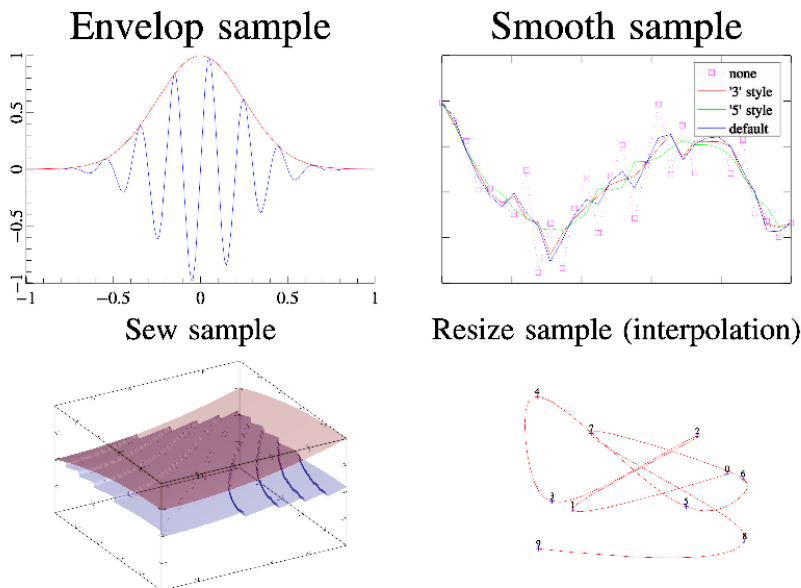 Envelop sample
Smooth sample
1
0.5
0
−0.5
−1
−1
−0.5
0
0.5
1
none
'3' style
'5' style
default
Sew sample
Resize sample (interpolation)
4
7
2
0
6
3
1
5
8
9